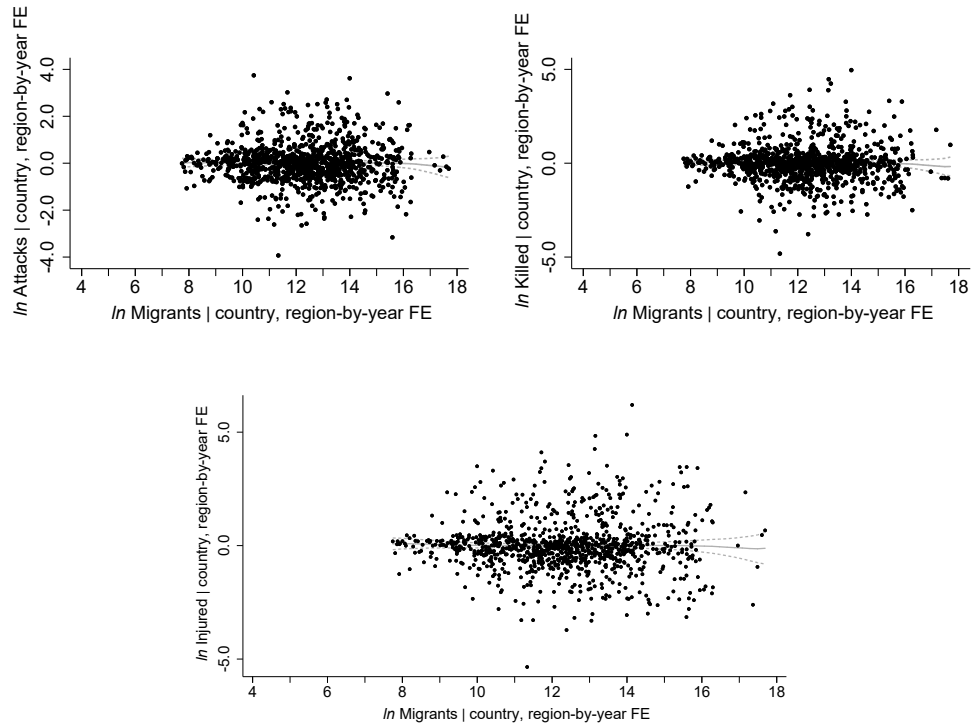 ln Attacks | country, region-by-year FE
4.0
2.0
0.0
-2.0
-4.0
4 6 8 10 12 14 16 18
ln Migrants | country, region-by-year FE
ln Killed | country, region-by-year FE
5.0
0.0
-5.0
4 6 8 10 12 14 16 18
ln Migrants | country, region-by-year FE
ln Injured | country, region-by-year FE
5.0
0.0
-5.0
4 6 8 10 12 14 16 18
ln Migrants | country, region-by-year FE